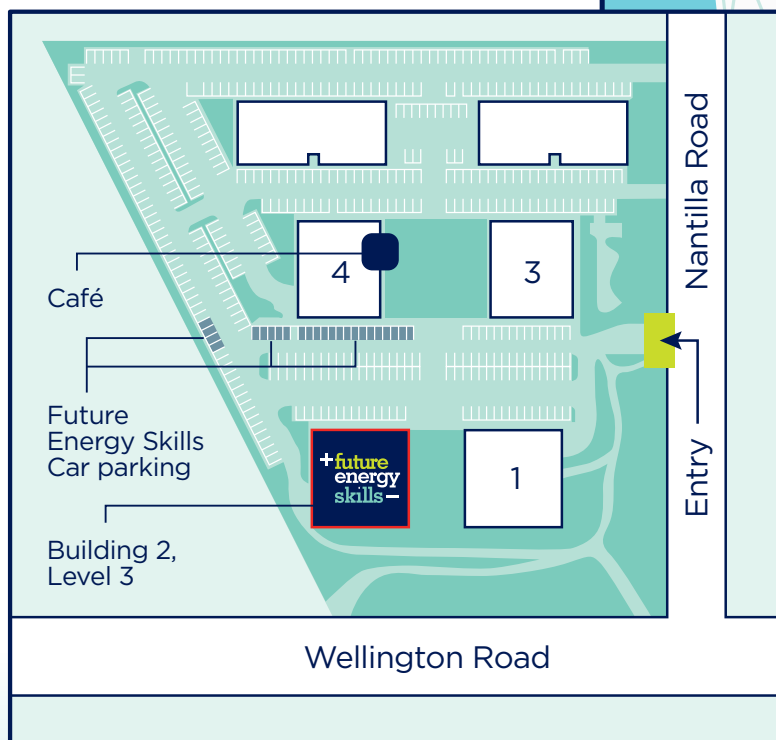 Nantilla Road
4
3
Café
Future
Energy Skills
Car parking
Entry
+future
energy
skills–
1
Building 2,
Level 3
Wellington Road